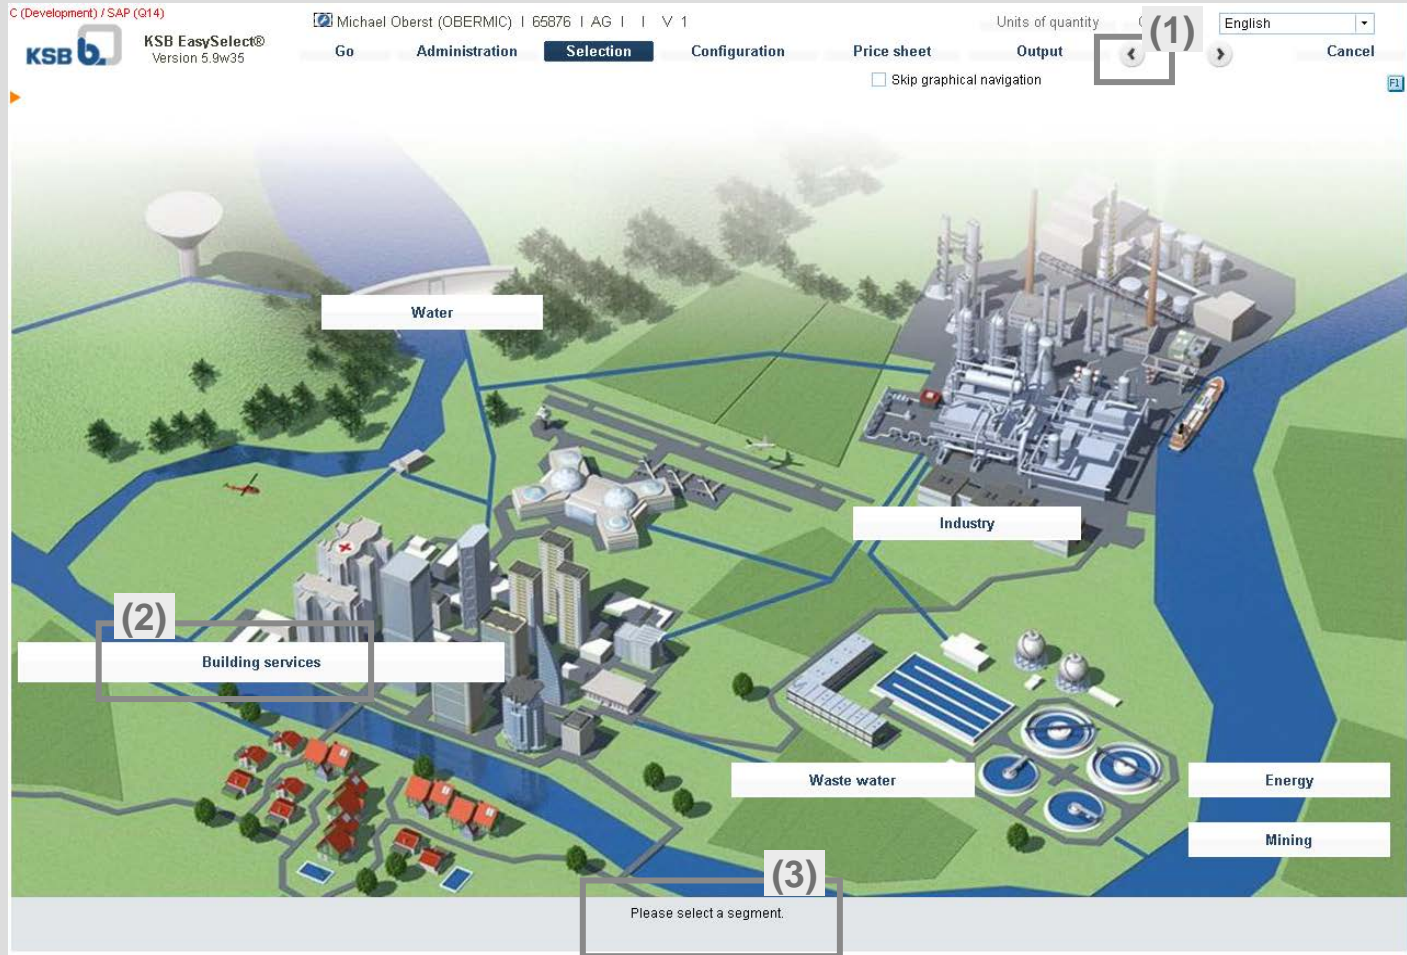 C (Development) / SAP (Q14)
Michael Oberst (OBERMIC) I 65876 I AG I I V 1
Units of quantity
(1)
English
KSB b.
KSB EasySelect®
Version 5.9w35
Go
Administration
Selection
Configuration
Price sheet
Output
Cancel
Skip graphical navigation
F1
Water
Industry
(2)
Building services
Waste water
Energy
Mining
(3)
Please select a segment.